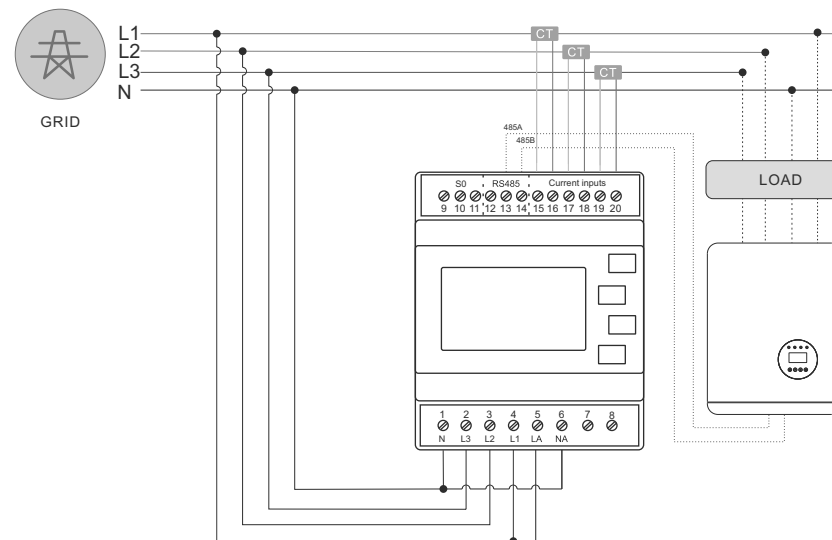 L1
L2
L3
N
GRID
CT
CT
CT
485A
485B
LOAD
S0 RS485 Current inputs
9 10 11 12 13 14 15 16 17 18 19 20
1 2 3 4 5 6 7 8
N L3 L2 L1 LA NA